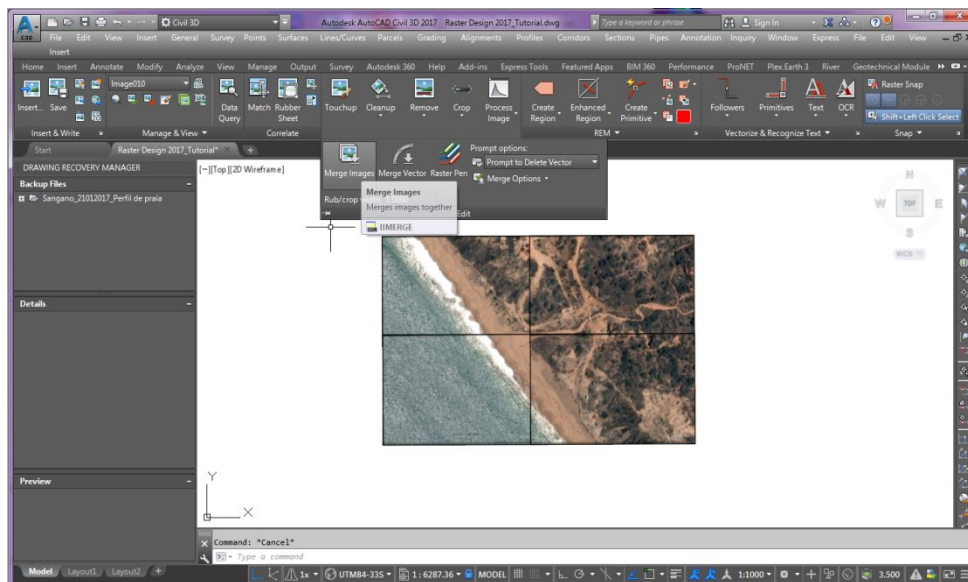 Civil 3D
Autodesk AutoCAD Civil 3D 2017 Raster Design 2017_Tutorial.dwg
Type a keyword or phrase
Sign In
C3D
File Edit View Insert General Survey Points Surfaces Lines/Curves Parcels Grading Alignments Profiles Corridors Sections Pipes Annotation Inquiry Window Express File Edit View
Insert
Home Insert Annotate Modify Analyze View Manage Output Survey Autodesk 360 Help Add-ins Express Tools Featured Apps BIM 360 Performance ProNET Plex.Earth 3 River Geotechnical Module
Image010
Raster Snap
Insert... Save Data Query Match Rubber Sheet Touchup Cleanup Remove Crop Process Image Create Region Enhanced Region Create Primitive Followers Primitives Text OCR
Shift+Left Click Select
Insert & Write Manage & View Correlate REM Vectorize & Recognize Text Snap
Start Raster Design 2017_Tutorial*
DRAWING RECOVERY MANAGER
Backup Files
Sangano_21012017_Perfil de praia
Details
Preview
[-][Top][2D Wireframe]
Prompt options:
Prompt to Delete Vector
Merge Images Merge Vector Raster Pen
Merge Options
Rub/crop
Edit
Merge Images
Merges images together
IIMERGE
N
W TOP E
S
WCS
Y
X
Command: *Cancel*
Type a command
Model Layout1 Layout2 +
1x UTM84-33S 1:6287.36 MODEL 1:1000 3.500